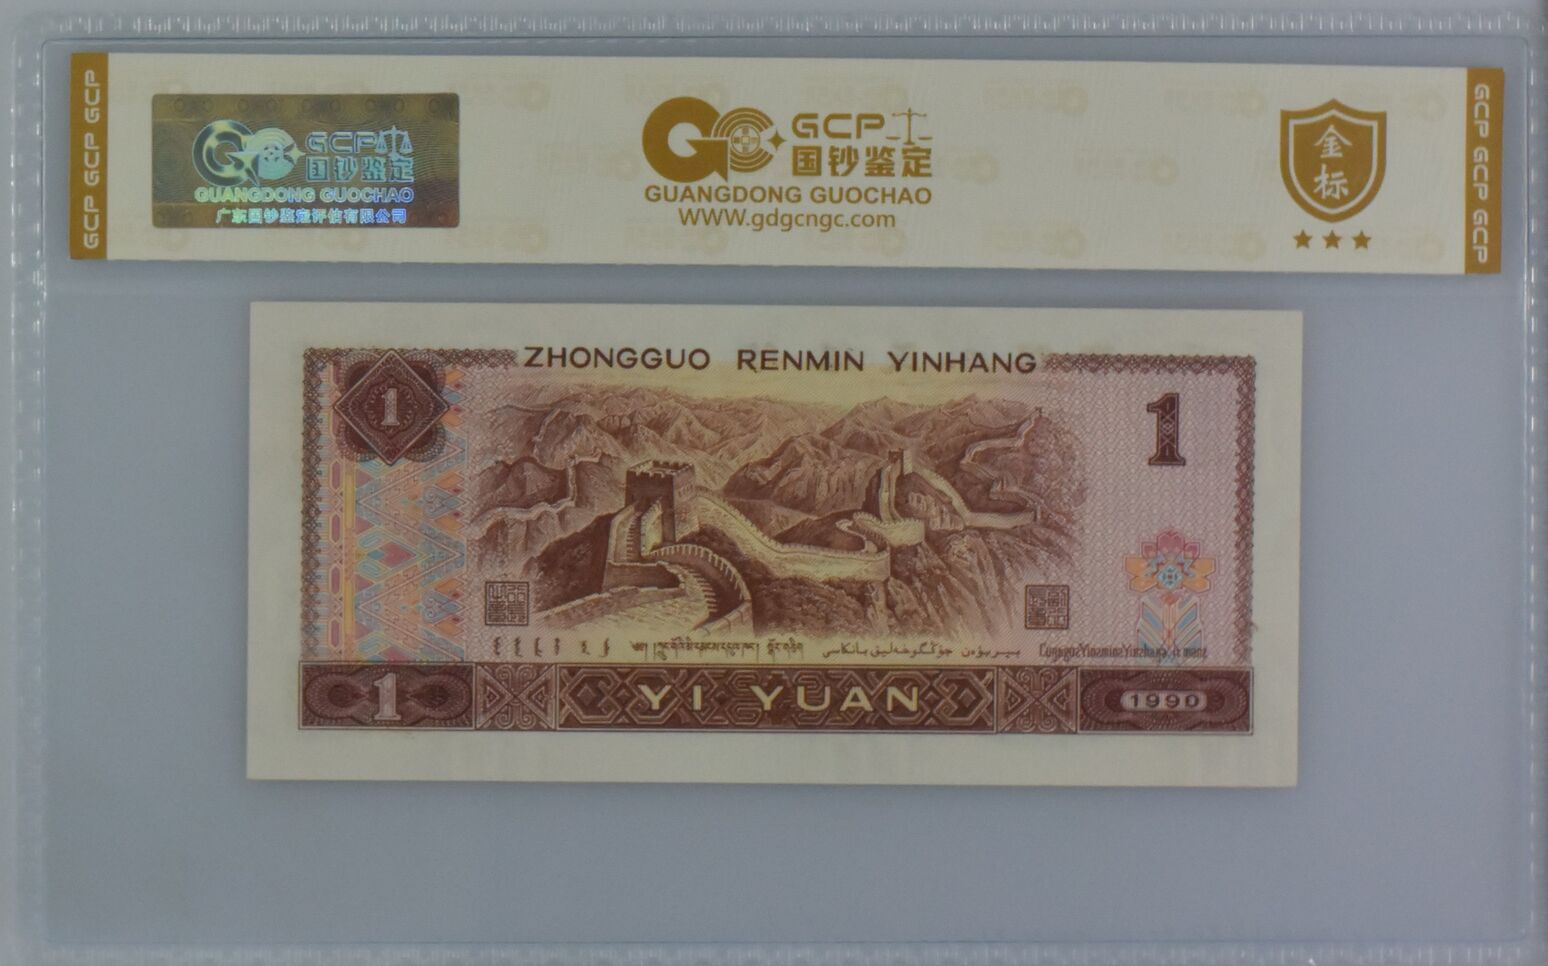 GCP GCP GCP
GCP
国钞鉴定
GUANGDONG GUOCHAO
广东国钞鉴定评估有限公司
GCP
国钞鉴定
GUANGDONG GUOCHAO
WWW.gdgcngc.com
金标
GCP GCP GCP
ZHONGGUO RENMIN YINHANG
1
1
1
YI YUAN
1990